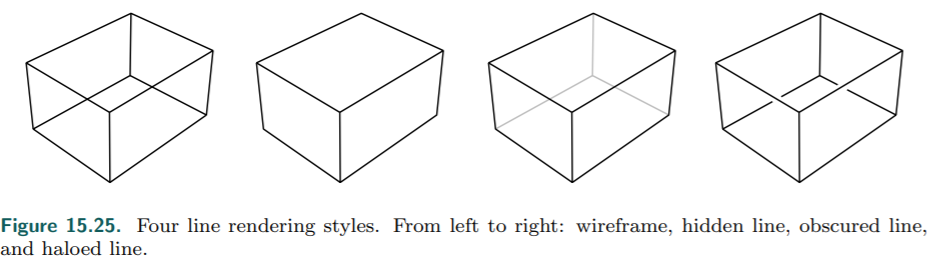 Figure 15.25. Four line rendering styles. From left to right: wireframe, hidden line, obscured line,
and haloed line.